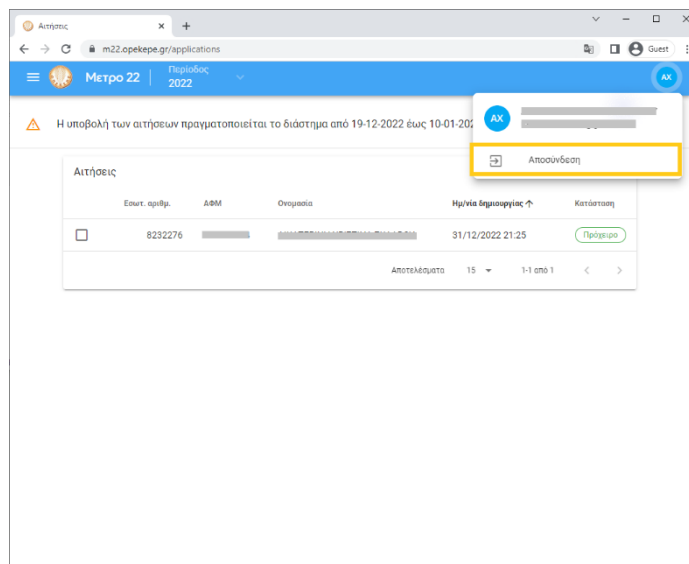 Αιτήσεις
m22.opekepe.gr/applications
Guest
Μετρο 22
Περίοδος
2022
AX
Η υποβολή των αιτήσεων πραγματοποιείται το διάστημα από 19-12-2022 έως 10-01-202
AX
Αποσύνδεση
Αιτήσεις
Εσωτ. αριθμ. ΑΦΜ Ονομασία Ημ/νία δημιουργίας Κατάσταση
8232276 31/12/2022 21:25 Πρόχειρο
Αποτελέσματα 15 1-1 από 1